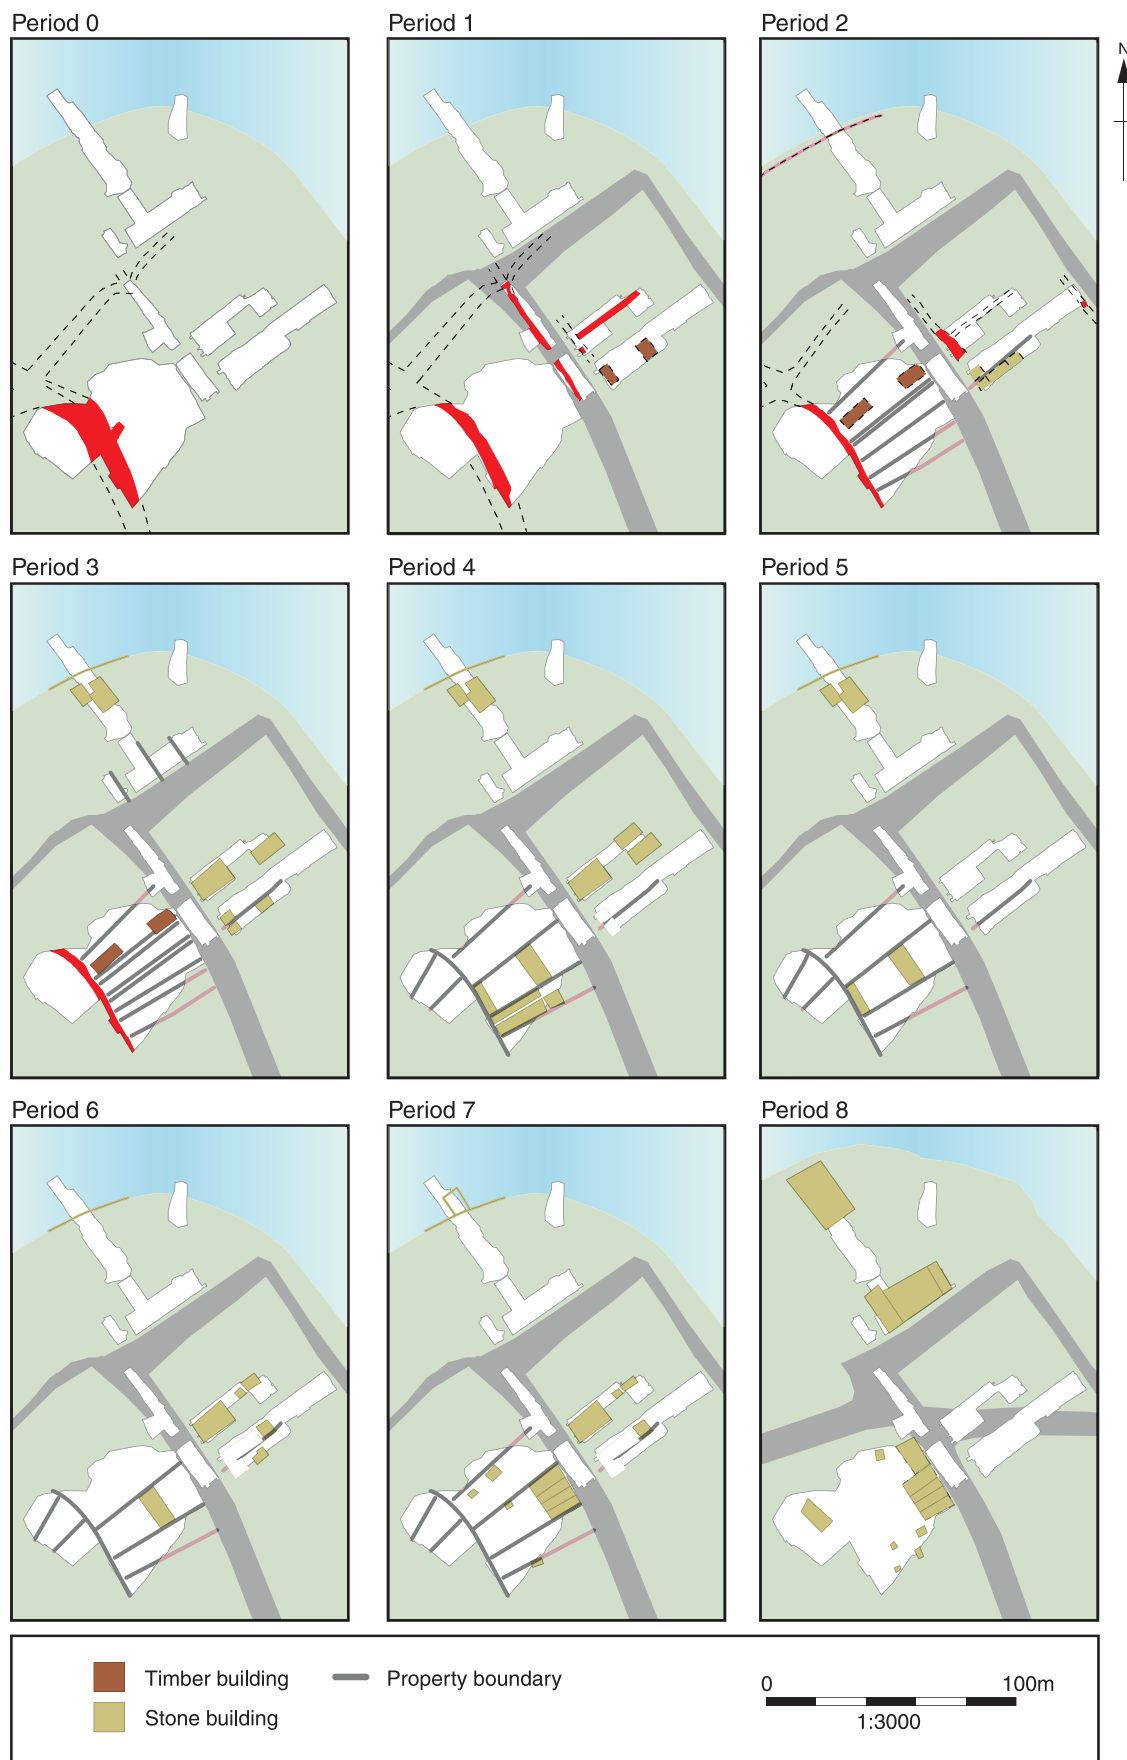 Period 0
Period 1
Period 2
N
Period 3
Period 4
Period 5
Period 6
Period 7
Period 8
Timber building
Property boundary
Stone building
0
100m
1:3000